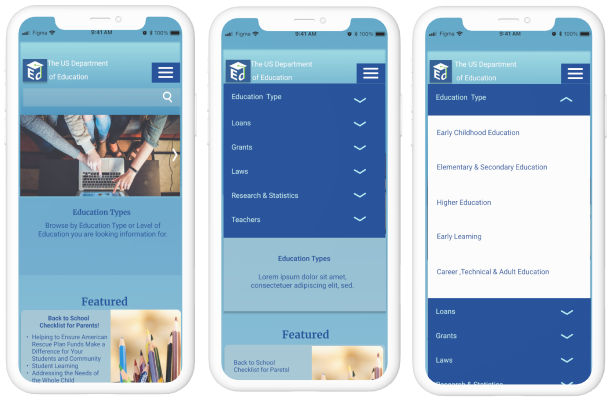 Figma
9:41 AM
100%
The US Department
of Education
Ed
Education Types
Browse by Education Type or Level of
Education you are looking information for.
Featured
Back to School
Checklist for Parents!
• Helping to Ensure American
Rescue Plan Funds Make a
Difference for Your
Students and Community
• Student Learning
• Addressing the Needs of
the Whole Child
Figma
9:41 AM
100%
The US Department
of Education
Ed
Education Type
Loans
Grants
Laws
Research & Statistics
Teachers
Education Types
Lorem ipsum dolor sit amet,
consectetuer adipiscing elit, sed.
Featured
Back to School
Checklist for Paretsl
Figma
9:41 AM
100%
The US Department
of Education
Ed
Education Type
Early Childhood Education
Elementary & Secondary Education
Higher Education
Early Learning
Career ,Technical & Adult Education
Loans
Grants
Laws
Research & Statistics